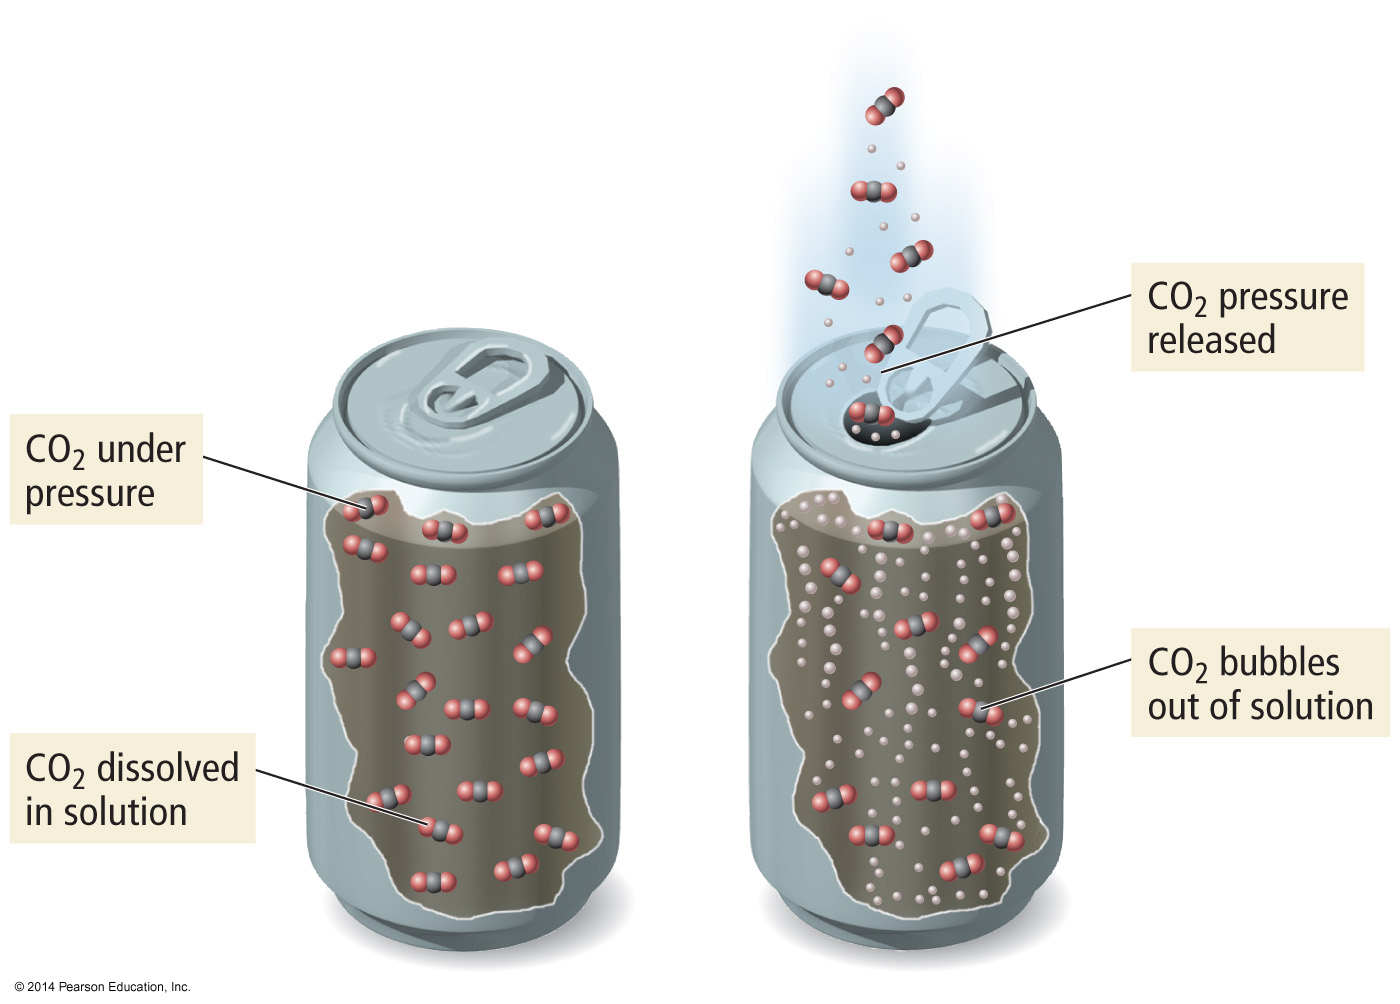 CO₂ under
pressure
CO₂ dissolved
in solution
CO₂ pressure
released
CO₂ bubbles
out of solution
© 2014 Pearson Education, Inc.